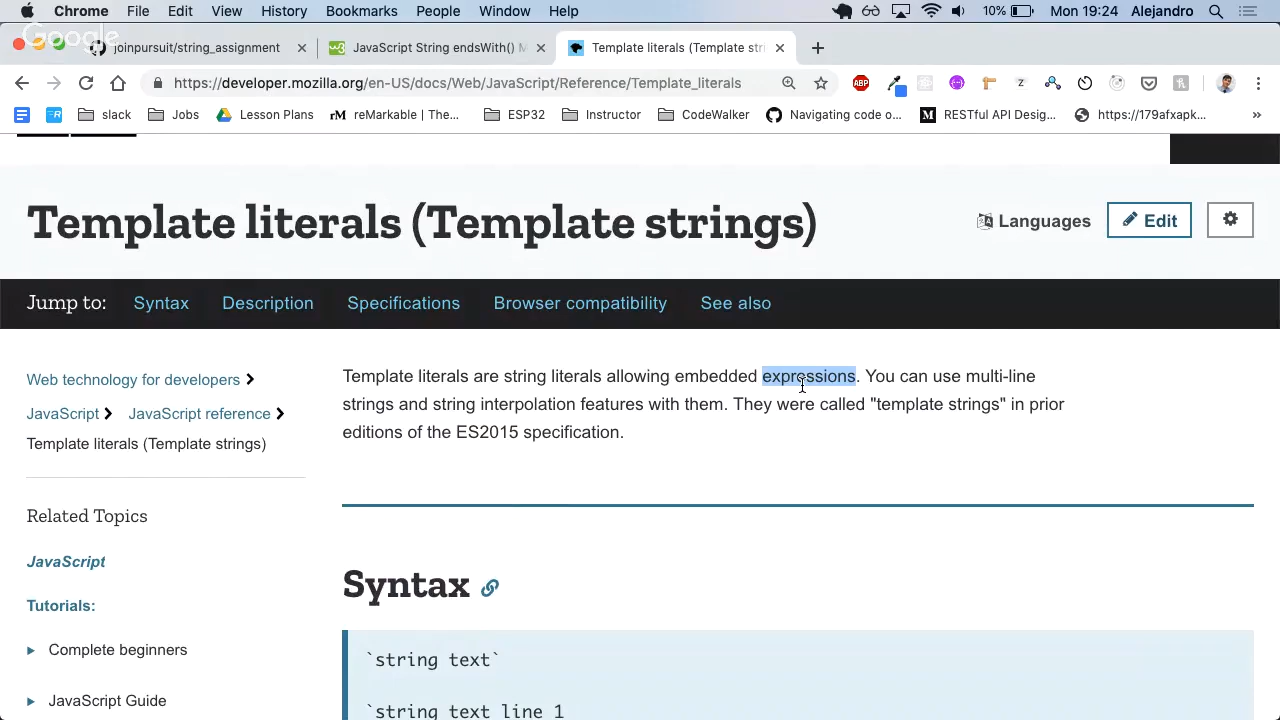 Chrome File Edit View History Bookmarks People Window Help 10% Mon 19:24 Alejandro
Google
joinpursuit/string_assignment JavaScript String endsWith() M Template literals (Template stri
https://developer.mozilla.org/en-US/docs/Web/JavaScript/Reference/Template_literals
slack Jobs Lesson Plans reMarkable | The... ESP32 Instructor CodeWalker Navigating code o... RESTful API Desig... https://179afxapk... »
Template literals (Template strings)
Languages Edit
Jump to: Syntax Description Specifications Browser compatibility See also
Web technology for developers
JavaScript JavaScript reference
Template literals (Template strings)
Related Topics
JavaScript
Tutorials:
Complete beginners
JavaScript Guide
Template literals are string literals allowing embedded expressions. You can use multi-line
strings and string interpolation features with them. They were called "template strings" in prior
editions of the ES2015 specification.
Syntax
`string text`
`string text line 1